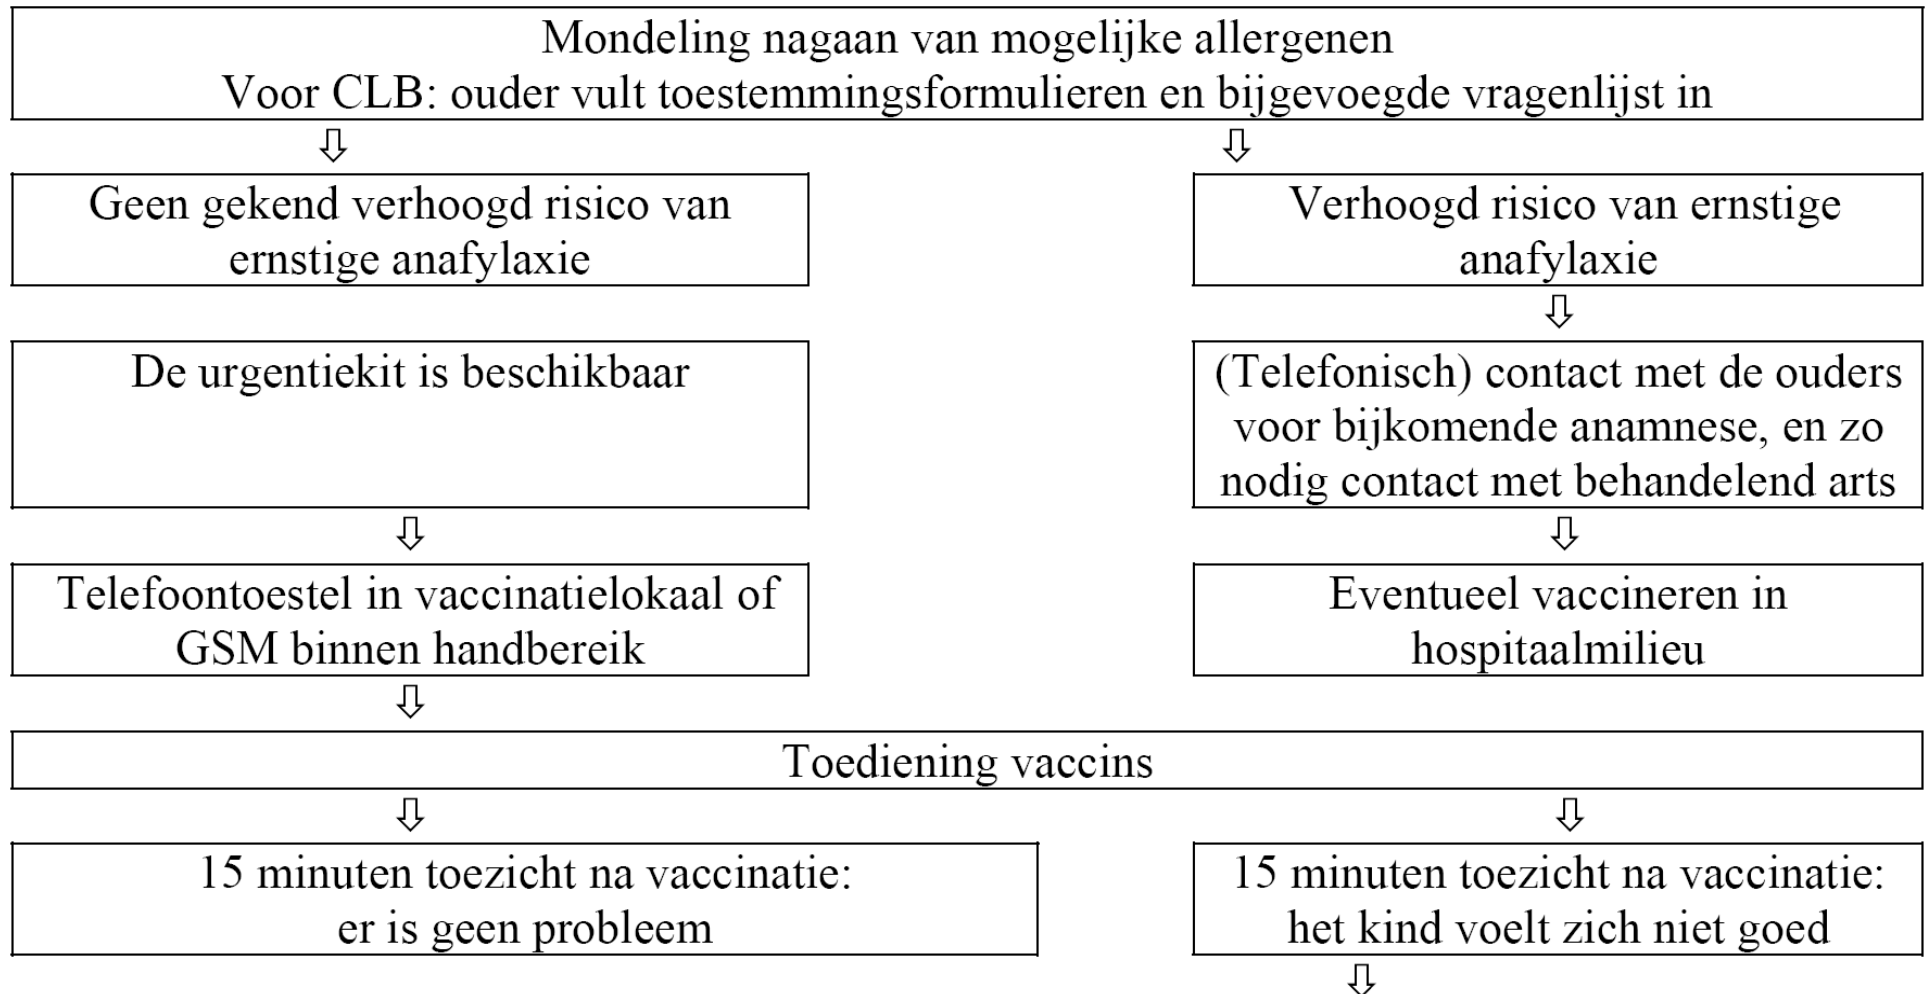 Mondeling nagaan van mogelijke allergenen
Voor CLB: ouder vult toestemmingsformulieren en bijgevoegde vragenlijst in
Geen gekend verhoogd risico van
ernstige anafylaxie
Verhoogd risico van ernstige
anafylaxie
De urgentiekit is beschikbaar
(Telefonisch) contact met de ouders
voor bijkomende anamnese, en zo
nodig contact met behandelend arts
Telefoontoestel in vaccinatielokaal of
GSM binnen handbereik
Eventueel vaccineren in
hospitaalmilieu
Toediening vaccins
15 minuten toezicht na vaccinatie:
er is geen probleem
15 minuten toezicht na vaccinatie:
het kind voelt zich niet goed